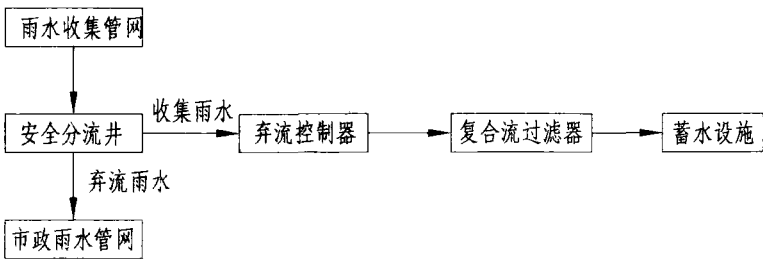 雨水收集管网
收集雨水
安全分流井
弃流控制器
复合流过滤器
蓄水设施
弃流雨水
市政雨水管网